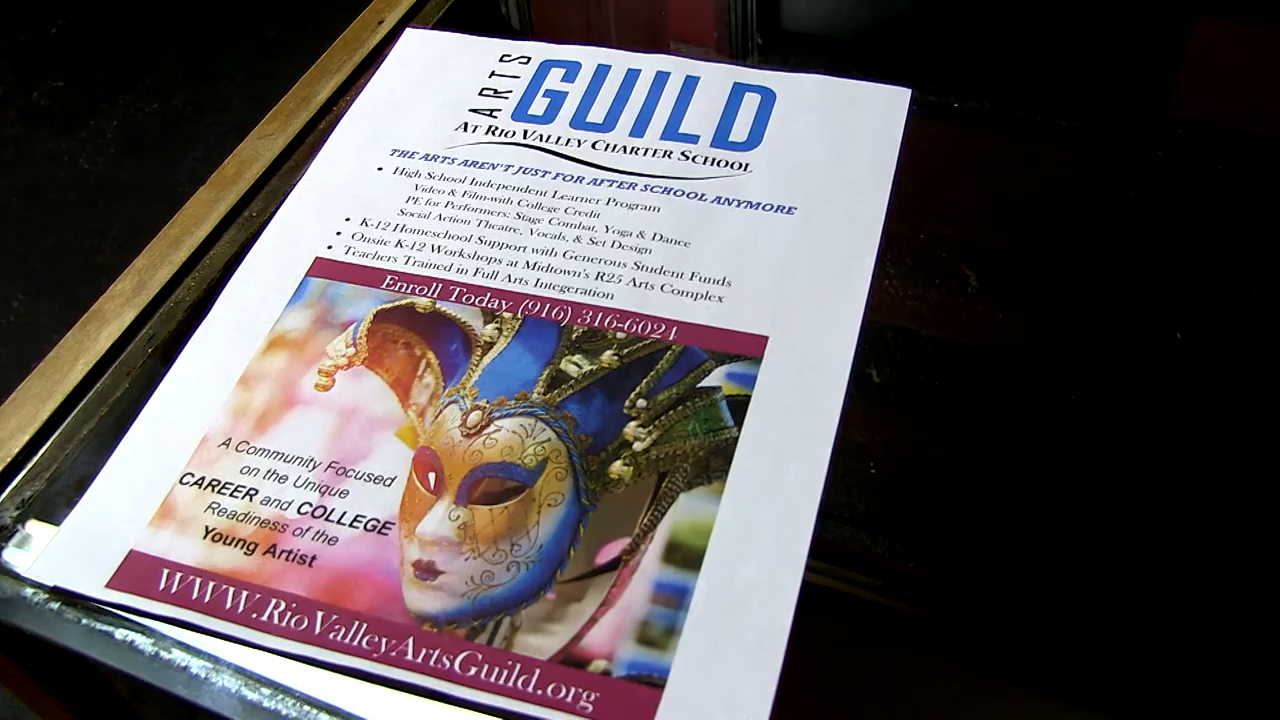 ARTS GUILD
AT RIO VALLEY CHARTER SCHOOL
THE ARTS AREN'T JUST FOR AFTER SCHOOL ANYMORE
• High School Independent Learner Program
Video & Film-with College Credit
PE for Performers: Stage Combat, Yoga & Dance
Social Action Theatre, Vocals, & Set Design
• K-12 Homeschool Support with Generous Student Funds
• Onsite K-12 Workshops at Midtown's R25 Arts Complex
• Teachers Trained in Full Arts Integeration
Enroll Today (916) 316-6024
A Community Focused
on the Unique
CAREER and COLLEGE
Readiness of the
Young Artist
WWW.RioValleyArtsGuild.org